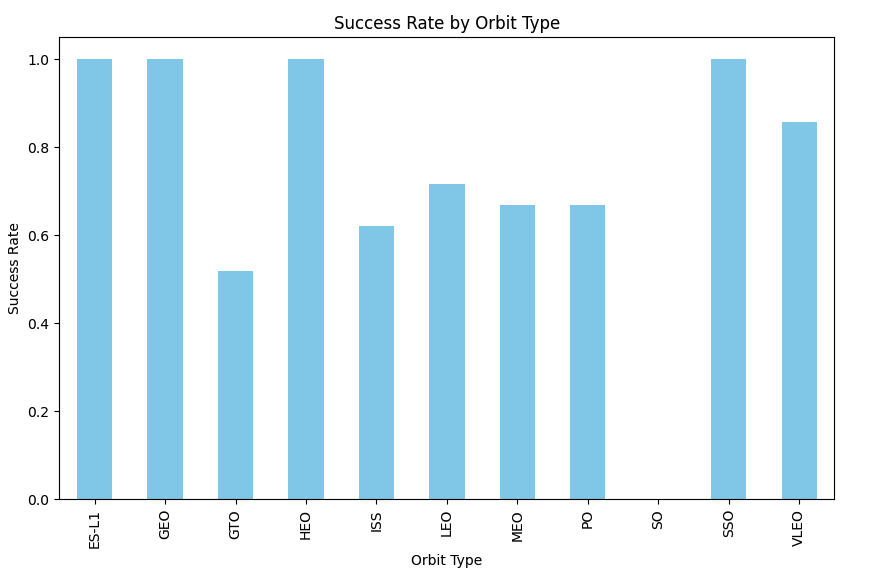 Success Rate by Orbit Type
Success Rate
1.0
0.8
0.6
0.4
0.2
0.0
ES-L1
GEO
GTO
HEO
ISS
LEO
MEO
PO
SO
SSO
VLEO
Orbit Type